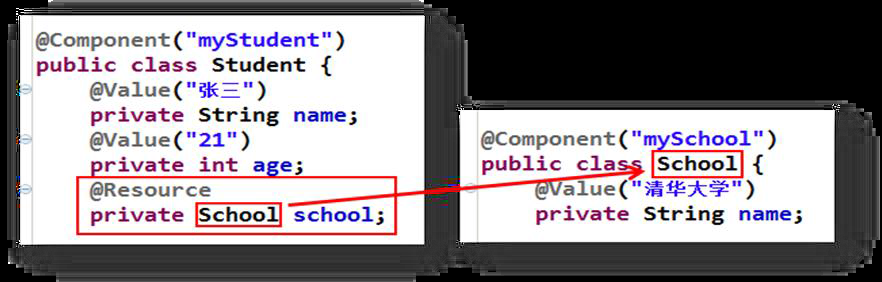 @Component("myStudent")
public class Student {
@Value("张三")
private String name;
@Value("21")
private int age;
@Resource
private School school;
@Component("mySchool")
public class School {
@Value("清华大学")
private String name;